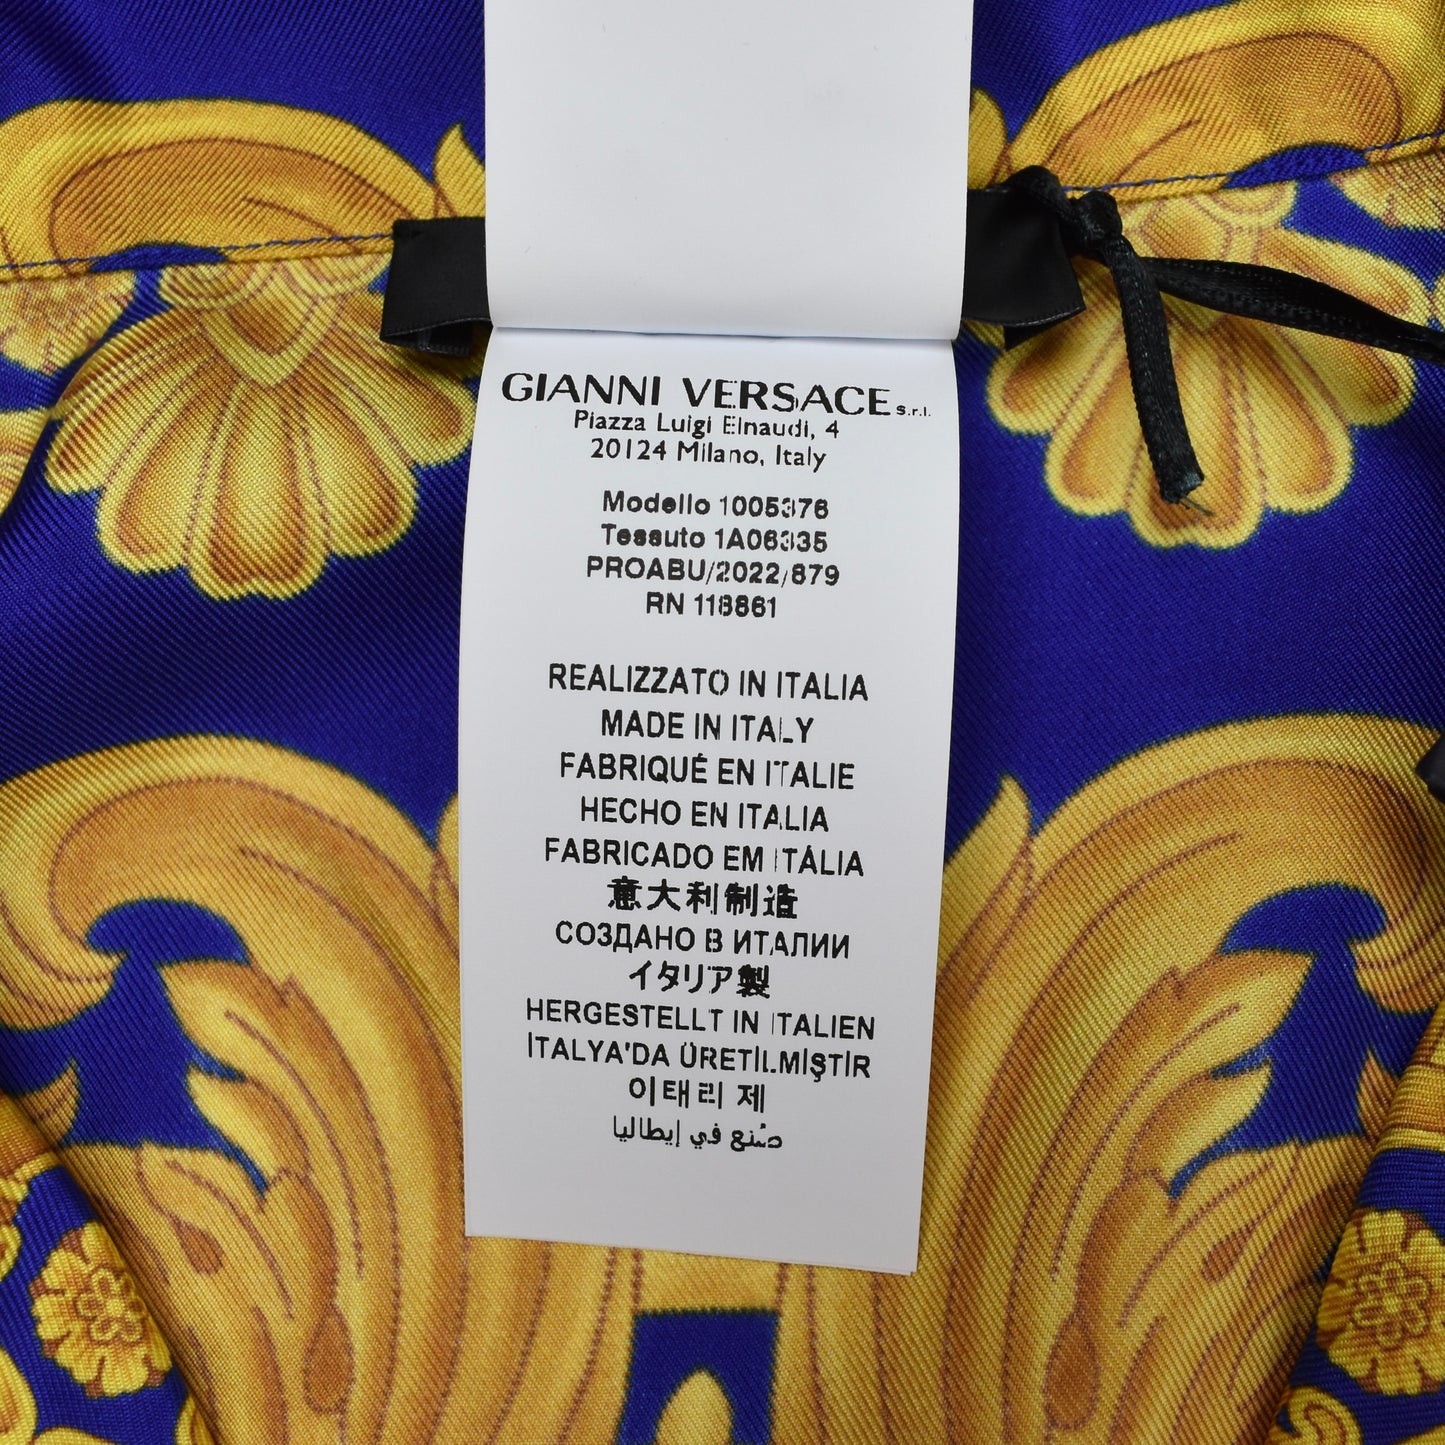 GIANNI VERSACE s.r.l.
Piazza Luigi Einaudi, 4
20124 Milano, Italy
Modello 1005376
Tessuto 1A06335
PROABU/2022/879
RN 118861
REALIZZATO IN ITALIA
MADE IN ITALY
FABRIQUÉ EN ITALIE
HECHO EN ITALIA
FABRICADO EM ITÁLIA
意大利制造
СОЗДАНО В ИТАЛИИ
イタリア製
HERGESTELLT IN ITALIEN
İTALYA'DA ÜRETİLMİŞTİR
이태리 제
صُنع في إيطاليا